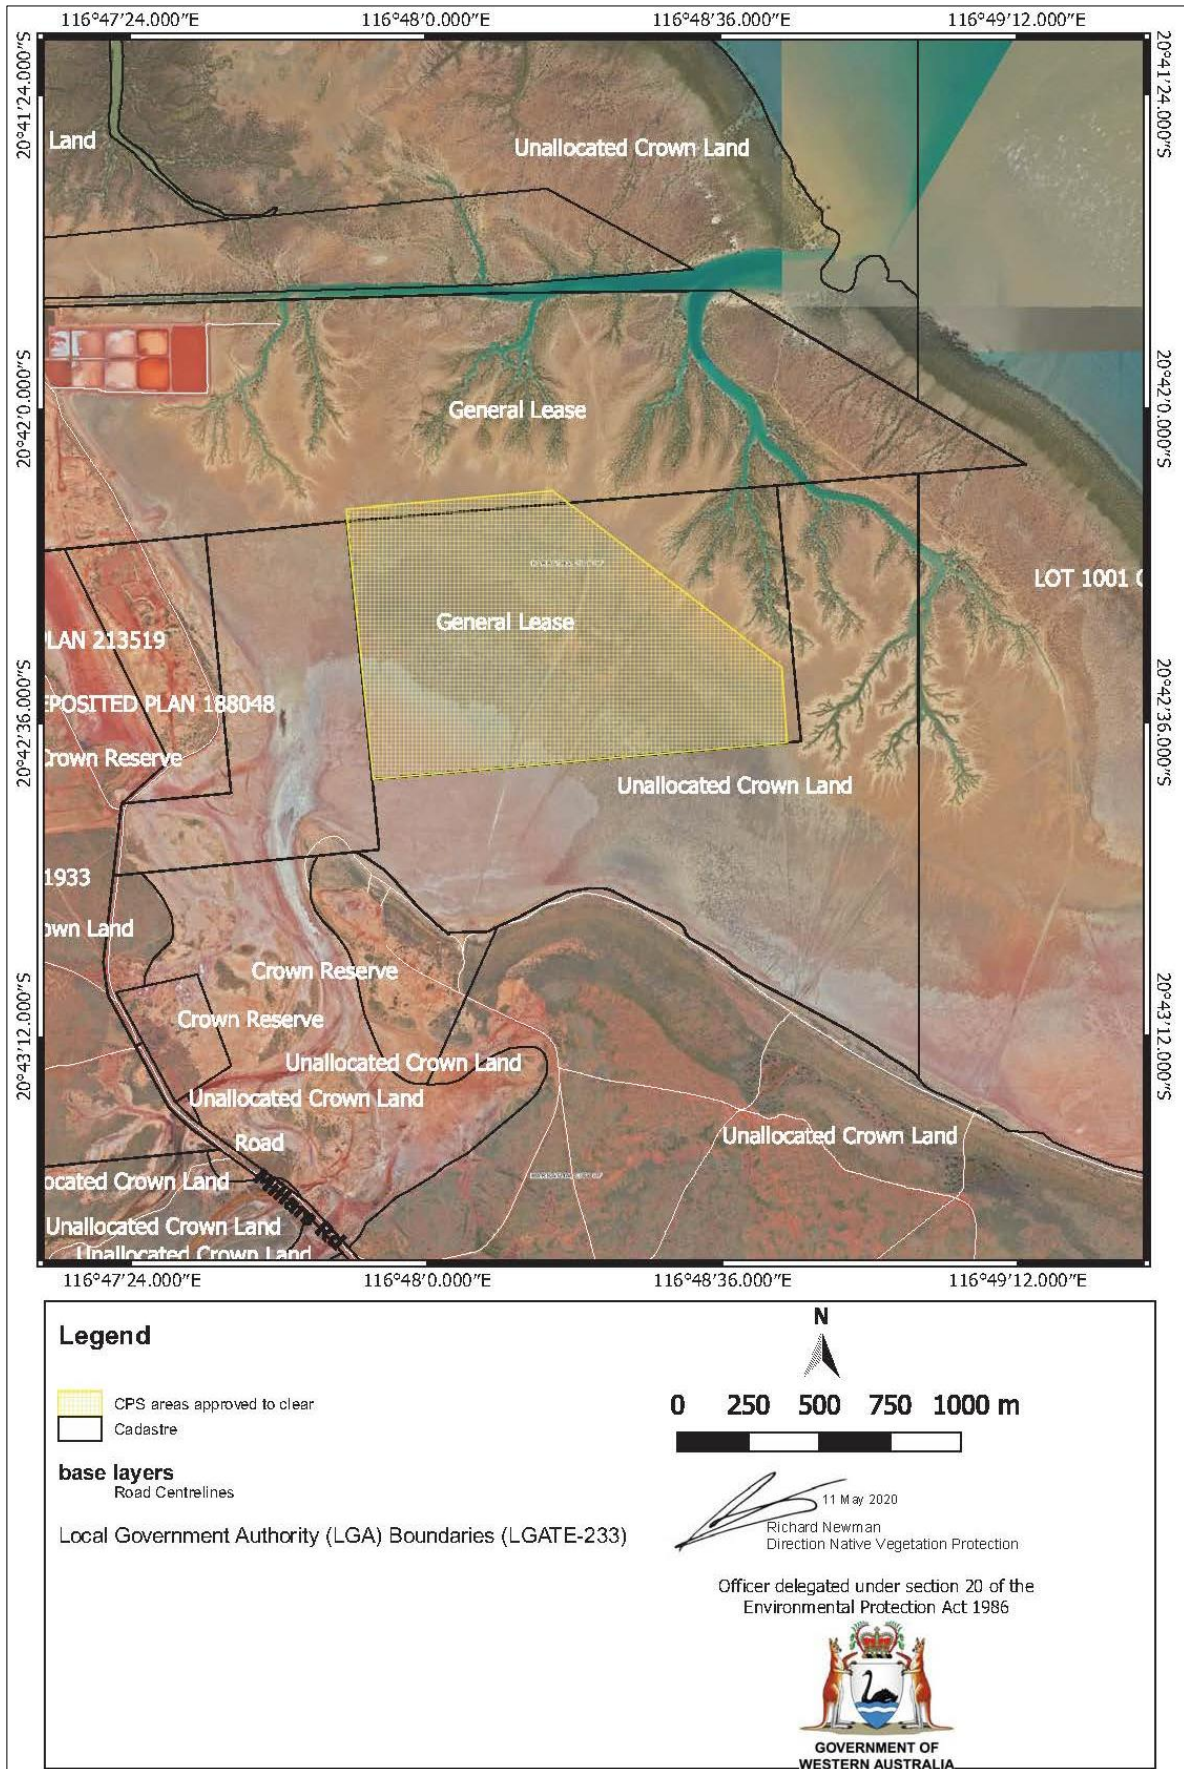 116°47'24.000"E 116°48'0.000"E 116°48'36.000"E 116°49'12.000"E
20°41'24.000"S
20°41'24.000"S
Land
Unallocated Crown Land
20°42'0.000"S
20°42'0.000"S
General Lease
LOT 1001
General Lease
PLAN 213519
EPOSITED PLAN 188048
20°42'36.000"S
20°42'36.000"S
Crown Reserve
Unallocated Crown Land
1933
own Land
Crown Reserve
Crown Reserve
20°43'12.000"S
20°43'12.000"S
Unallocated Crown Land
Unallocated Crown Land
Road
Unallocated Crown Land
ocated Crown Land
Millars Rd
Unallocated Crown Land
Unallocated Crown Land
116°47'24.000"E 116°48'0.000"E 116°48'36.000"E 116°49'12.000"E
Legend
CPS areas approved to clear
Cadastre
base layers
Road Centrelines
Local Government Authority (LGA) Boundaries (LGATE-233)
N
0 250 500 750 1000 m
11 May 2020
Richard Newman
Direction Native Vegetation Protection
Officer delegated under section 20 of the
Environmental Protection Act 1986
GOVERNMENT OF
WESTERN AUSTRALIA